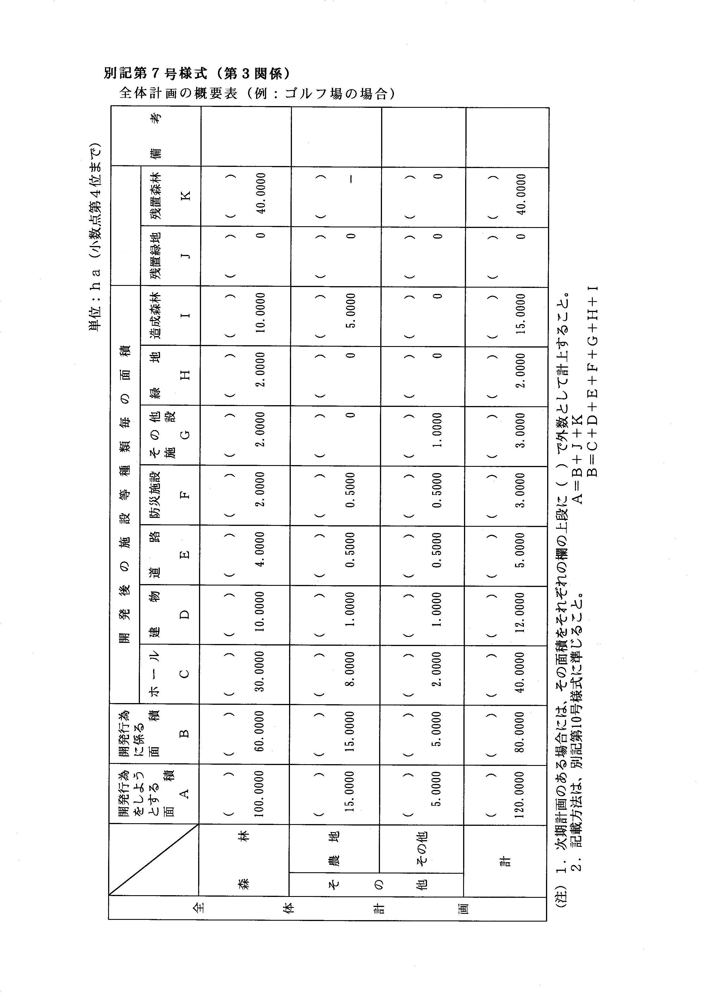 別記第７号様式（第３関係）
全体計画の概要表（例：ゴルフ場の場合）
単位：ｈａ（小数点第４位まで）
開発行為をしようとする面積 A
開発行為に係る面積 B
開発後の施設等種類毎の面積
ホール C
建物 D
道路 E
防災施設 F
その他施設 G
緑地 H
造成森林 I
残置緑地 J
残置森林 K
備考
全体計画
森林 ( ) 100.0000 ( ) 60.0000 ( ) 30.0000 ( ) 10.0000 ( ) 4.0000 ( ) 2.0000 ( ) 2.0000 ( ) 2.0000 ( ) 10.0000 ( ) 0 ( ) 40.0000
その他
農地 ( ) 15.0000 ( ) 15.0000 ( ) 8.0000 ( ) 1.0000 ( ) 0.5000 ( ) 0.5000 ( ) 0 ( ) 0 ( ) 5.0000 ( ) 0 ( ) －
その他 ( ) 5.0000 ( ) 5.0000 ( ) 2.0000 ( ) 1.0000 ( ) 0.5000 ( ) 0.5000 ( ) 1.0000 ( ) 0 ( ) 0 ( ) 0 ( ) 0
計 ( ) 120.0000 ( ) 80.0000 ( ) 40.0000 ( ) 12.0000 ( ) 5.0000 ( ) 3.0000 ( ) 3.0000 ( ) 2.0000 ( ) 15.0000 ( ) 0 ( ) 40.0000
（注）１．次期計画のある場合には、その面積をそれぞれの欄の上段に（ ）で外数として計上すること。
２．記載方法は、別記第10号様式に準じること。
Ａ＝Ｂ＋Ｊ＋Ｋ
Ｂ＝Ｃ＋Ｄ＋Ｅ＋Ｆ＋Ｇ＋Ｈ＋Ｉ